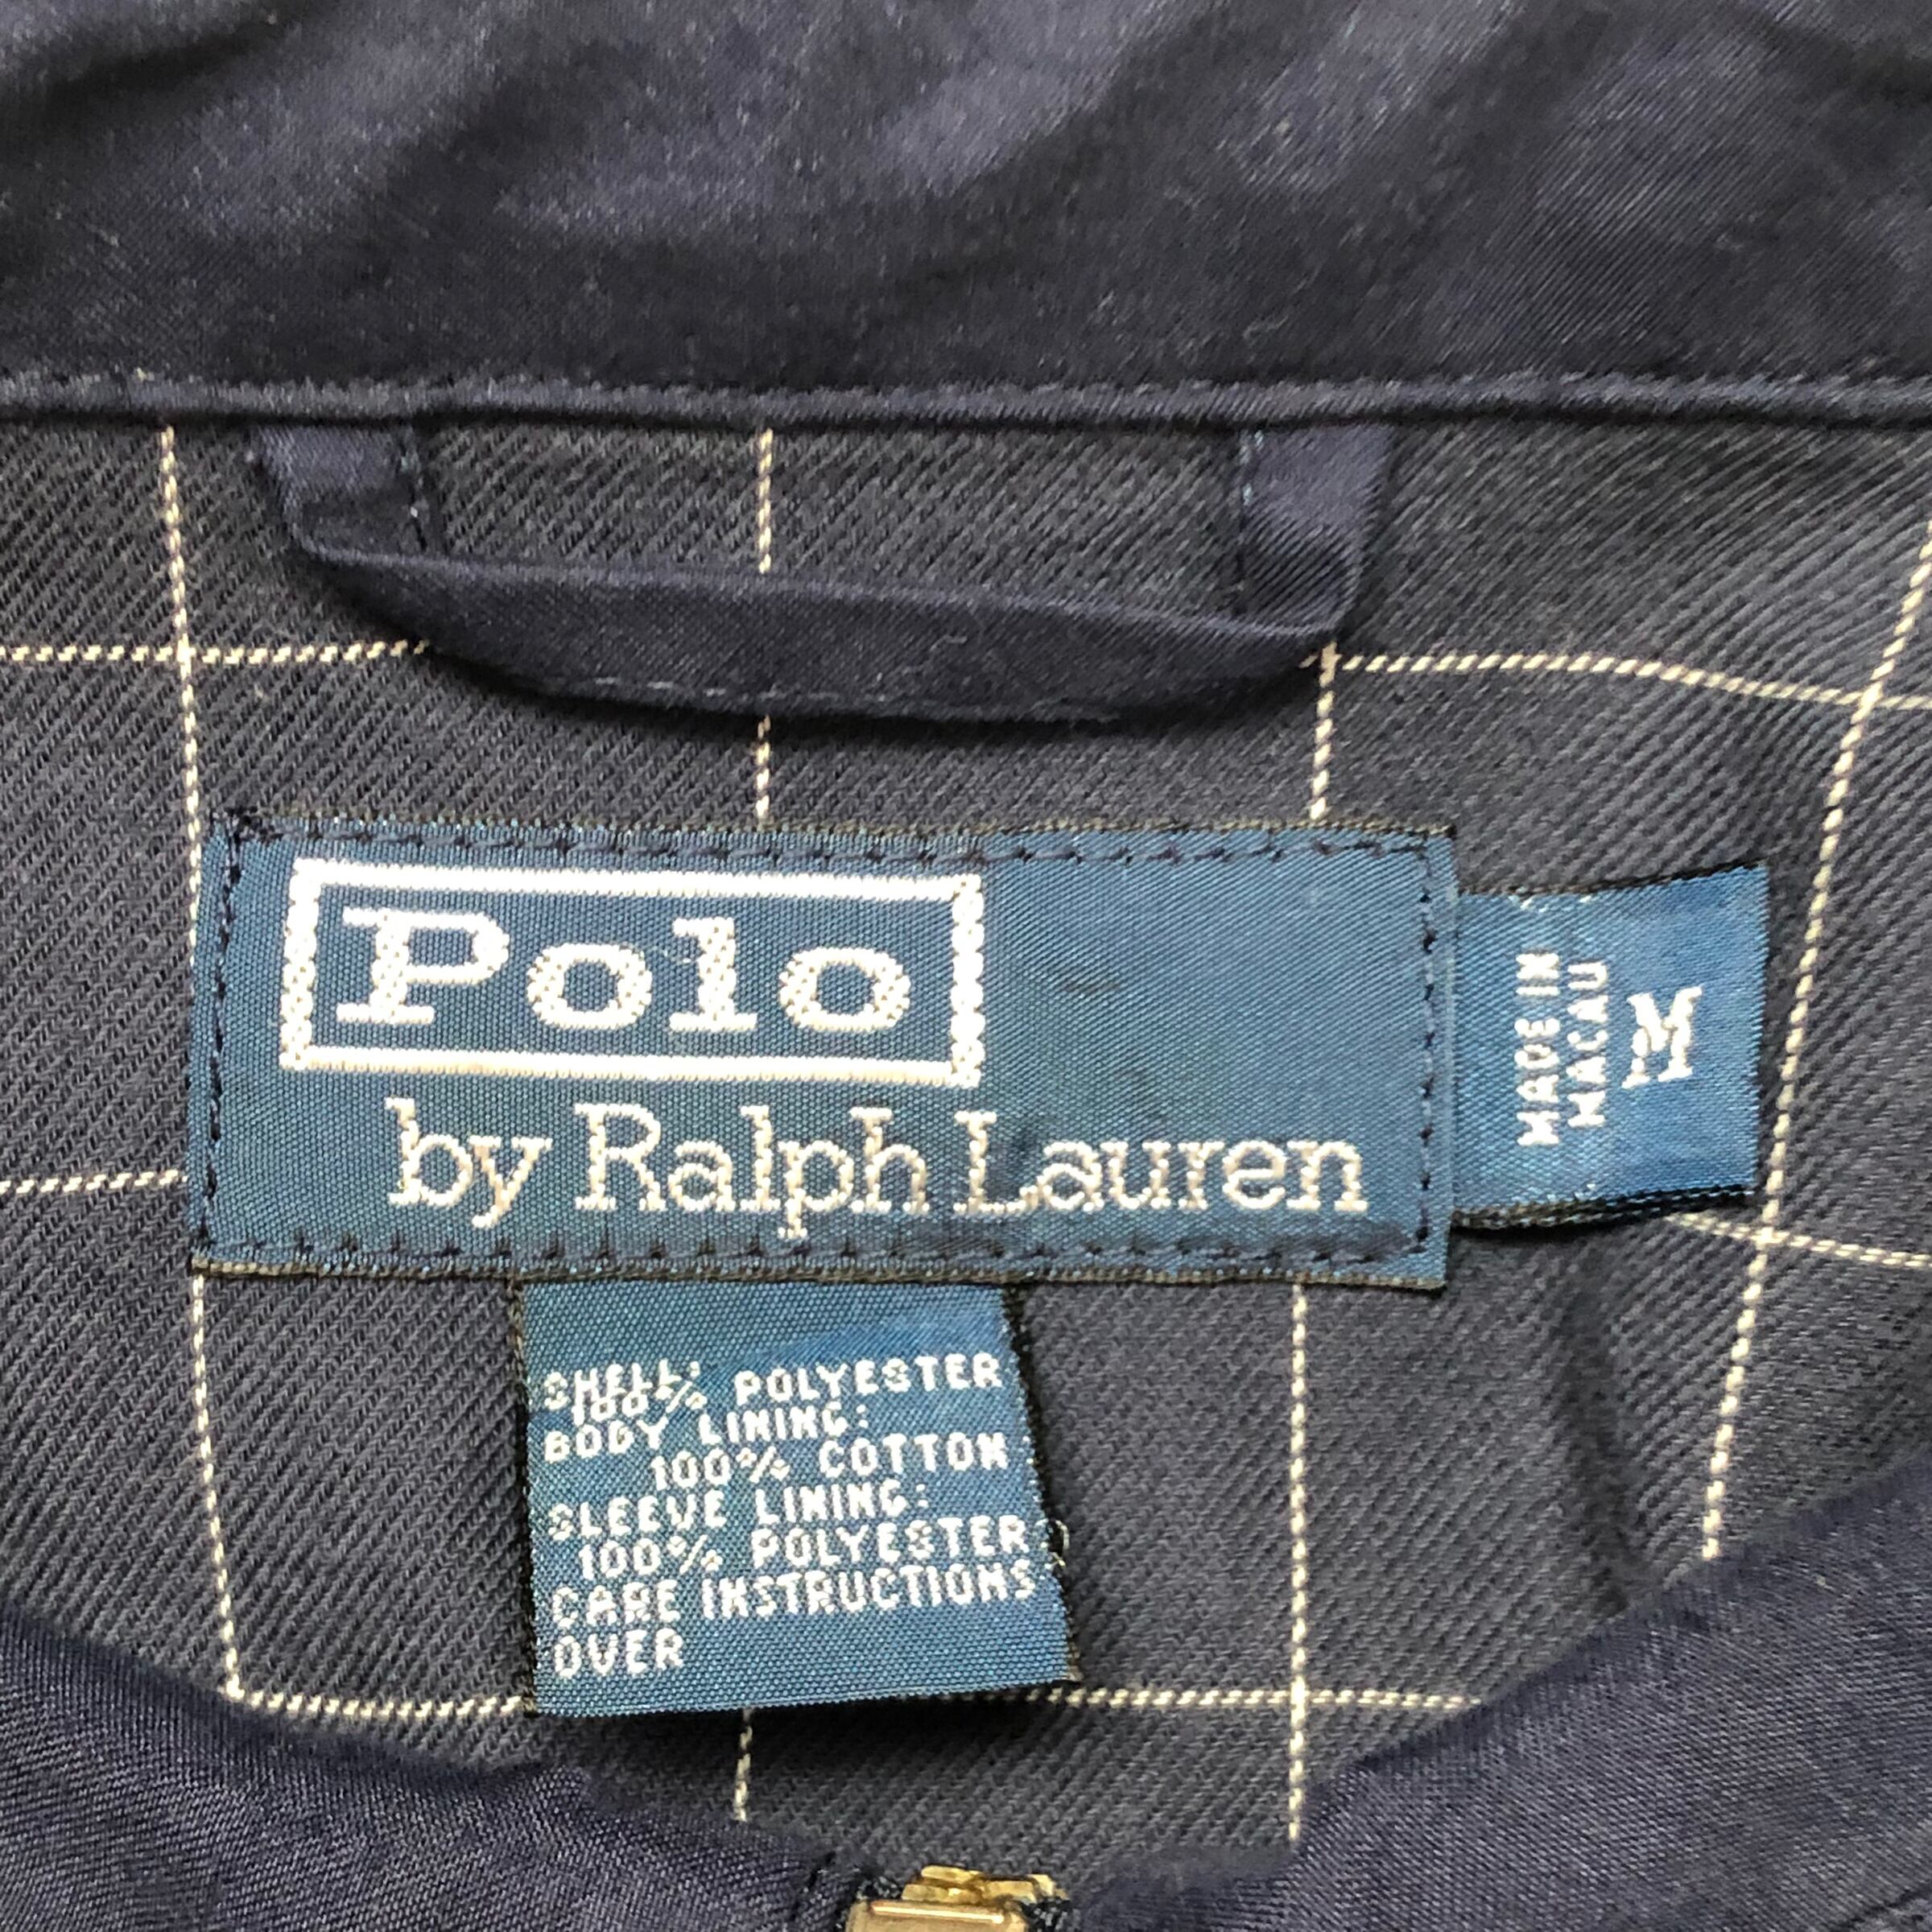 Polo
by Ralph Lauren
MADE IN
MACAU
M
SHELL:
100% POLYESTER
BODY LINING:
100% COTTON
SLEEVE LINING:
100% POLYESTER
CARE INSTRUCTIONS
OVER